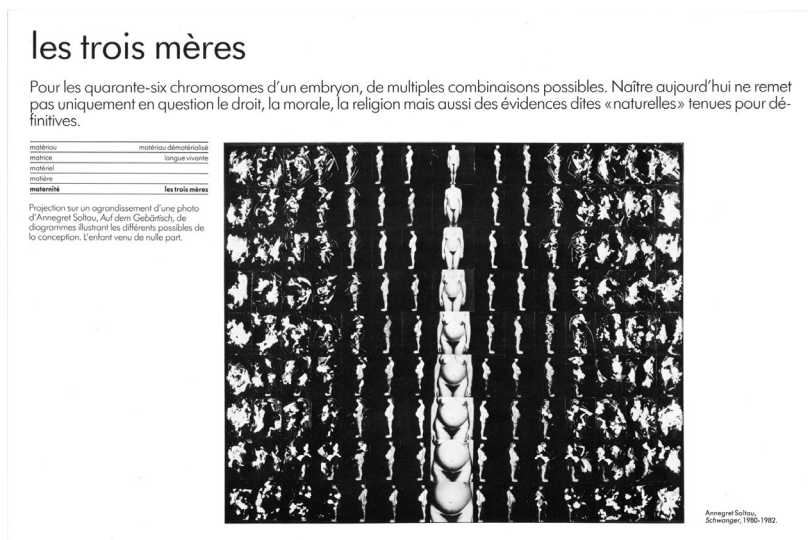 les trois mères
Pour les quarante-six chromosomes d'un embryon, de multiples combinaisons possibles. Naître aujourd'hui ne remet
pas uniquement en question le droit, la morale, la religion mais aussi des évidences dites «naturelles» tenues pour dé-
finitives.
matériau matériau dématérialisé
matrice langue vivante
matériel
matière
maternité les trois mères
Projection sur un agrandissement d'une photo
d'Annegret Soltau, Auf dem Gebärtisch, de
diagrammes illustrant les différents possibles de
la conception. L'enfant venu de nulle part.
Annegret Soltau,
Schwanger, 1980-1982.